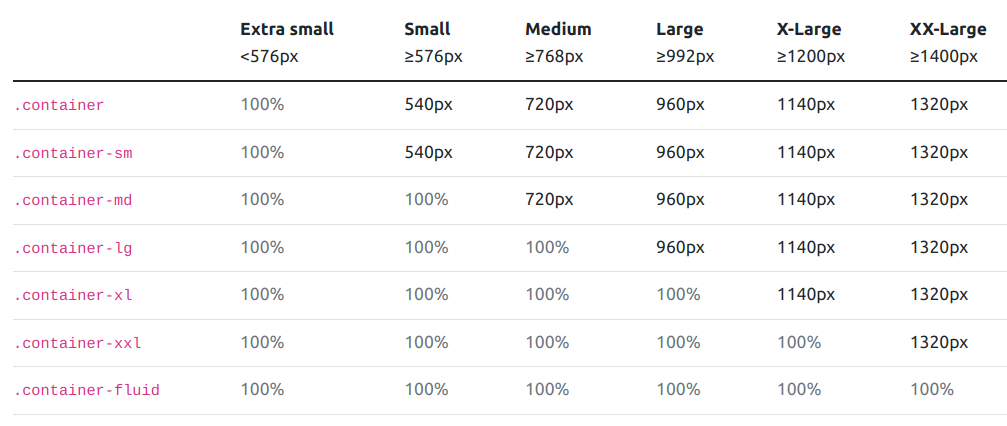 Extra small Small Medium Large X-Large XX-Large
<576px ≥576px ≥768px ≥992px ≥1200px ≥1400px
.container 100% 540px 720px 960px 1140px 1320px
.container-sm 100% 540px 720px 960px 1140px 1320px
.container-md 100% 100% 720px 960px 1140px 1320px
.container-lg 100% 100% 100% 960px 1140px 1320px
.container-xl 100% 100% 100% 100% 1140px 1320px
.container-xxl 100% 100% 100% 100% 100% 1320px
.container-fluid 100% 100% 100% 100% 100% 100%